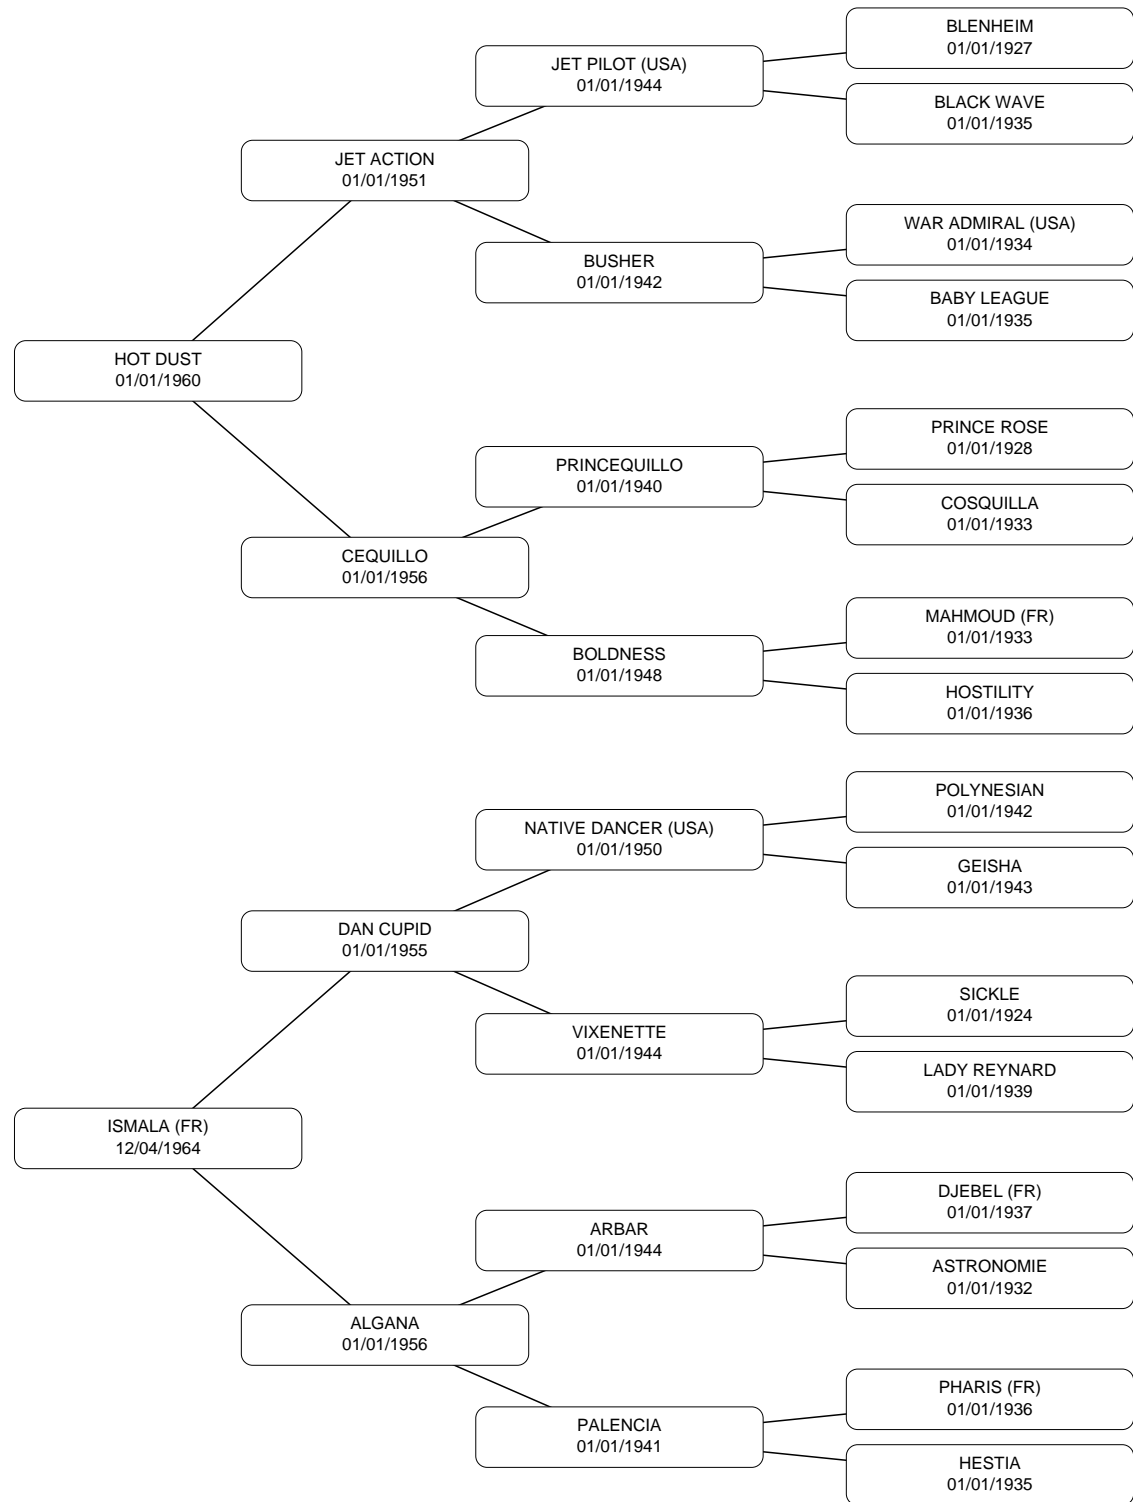 BLENHEIM
01/01/1927
JET PILOT (USA)
01/01/1944
BLACK WAVE
01/01/1935
JET ACTION
01/01/1951
WAR ADMIRAL (USA)
01/01/1934
BUSHER
01/01/1942
BABY LEAGUE
01/01/1935
HOT DUST
01/01/1960
PRINCE ROSE
01/01/1928
PRINCEQUILLO
01/01/1940
COSQUILLA
01/01/1933
CEQUILLO
01/01/1956
MAHMOUD (FR)
01/01/1933
BOLDNESS
01/01/1948
HOSTILITY
01/01/1936
POLYNESIAN
01/01/1942
NATIVE DANCER (USA)
01/01/1950
GEISHA
01/01/1943
DAN CUPID
01/01/1955
SICKLE
01/01/1924
VIXENETTE
01/01/1944
LADY REYNARD
01/01/1939
ISMALA (FR)
12/04/1964
DJEBEL (FR)
01/01/1937
ARBAR
01/01/1944
ASTRONOMIE
01/01/1932
ALGANA
01/01/1956
PHARIS (FR)
01/01/1936
PALENCIA
01/01/1941
HESTIA
01/01/1935